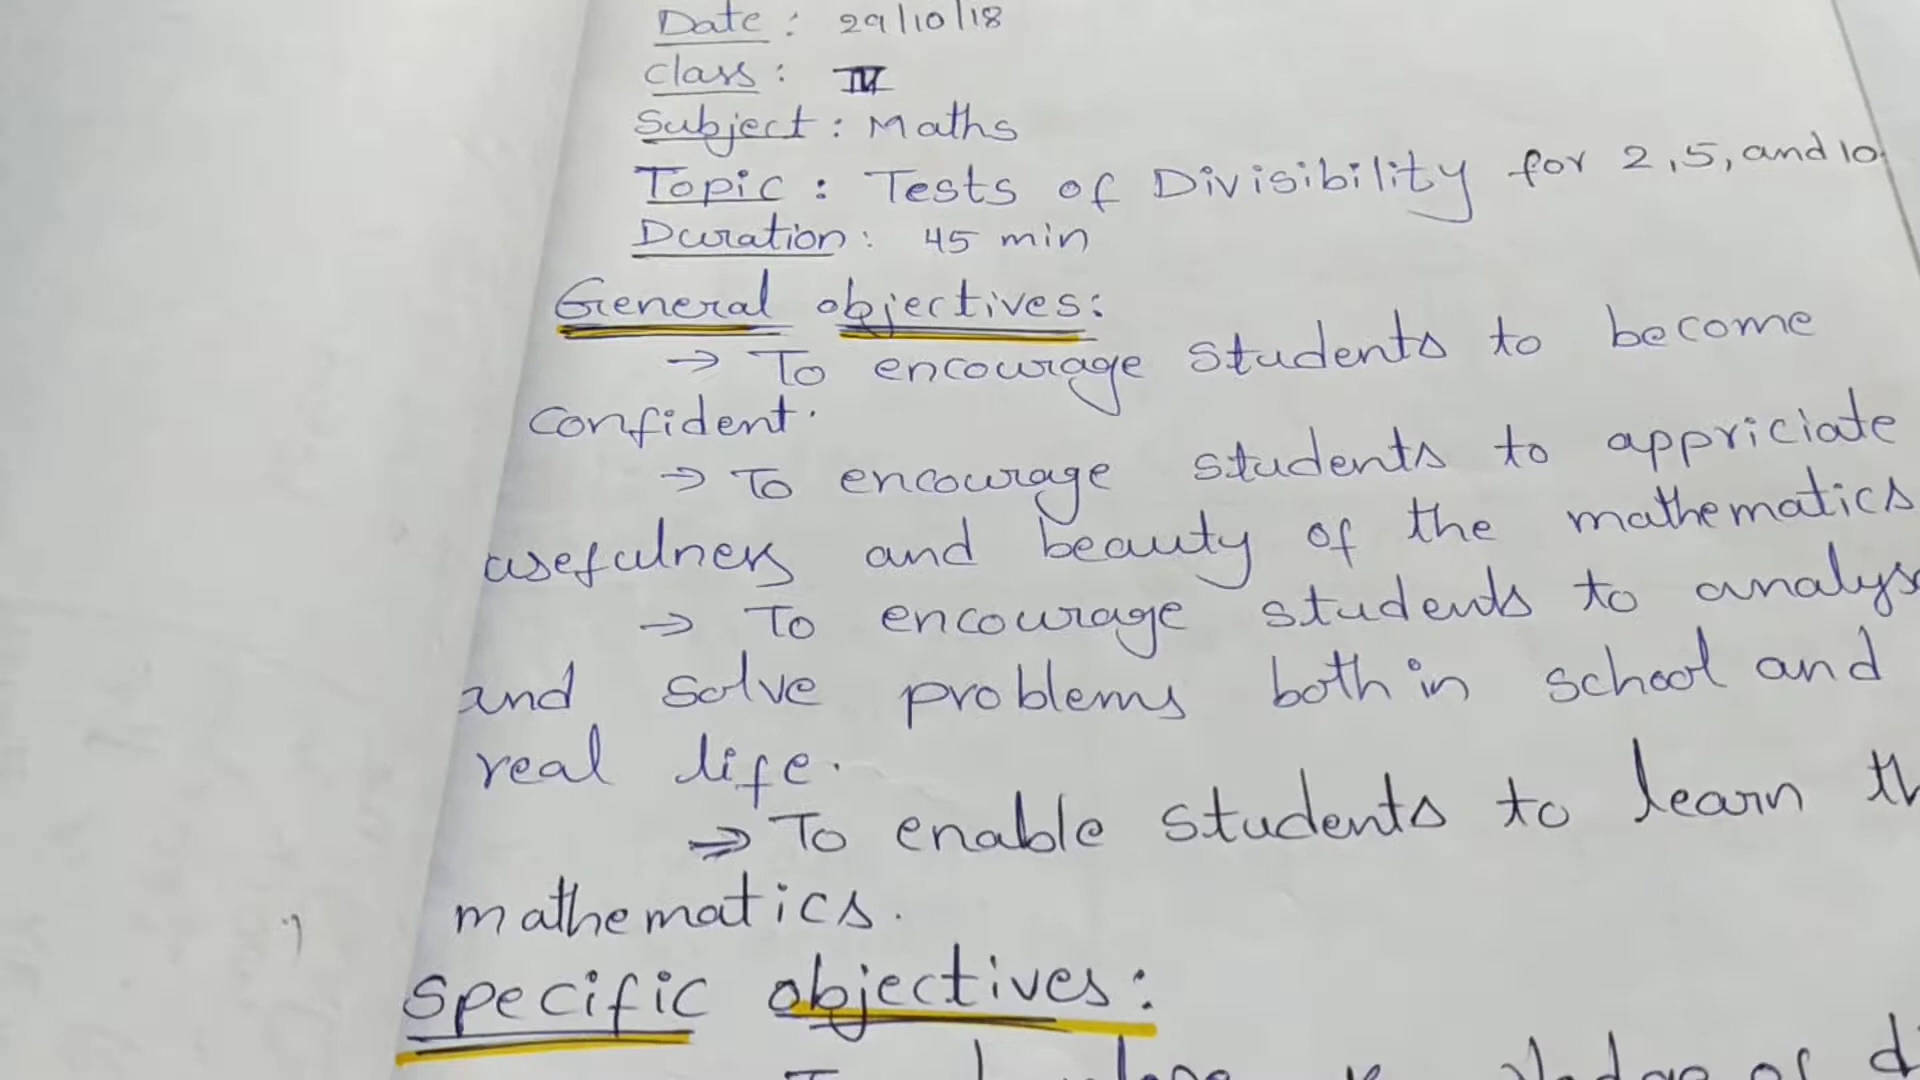 Date : 29/10/18
Class : IV
Subject : Maths
Topic : Tests of Divisibility for 2,5, and 10
Duration : 45 min
General objectives:
→ To encourage students to become
confident.
→ To encourage students to appriciate
usefulness and beauty of the mathematics
→ To encourage students to analyse
and solve problems both in school and
real life.
⇒ To enable students to learn
mathematics.
Specific objectives: